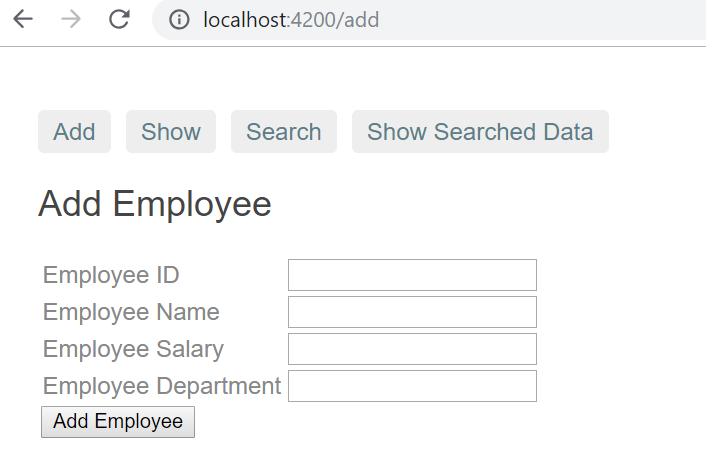 localhost:4200/add
Add Show Search Show Searched Data
Add Employee
Employee ID
Employee Name
Employee Salary
Employee Department
Add Employee